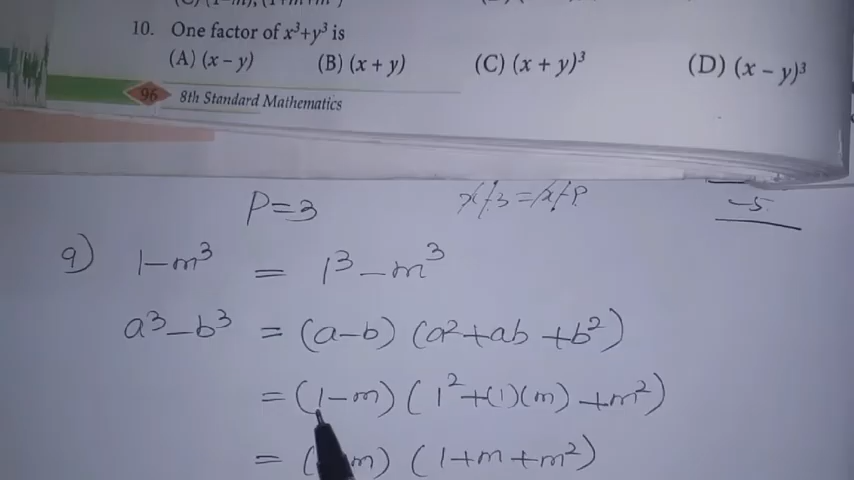 10. One factor of x³+y³ is
(A) (x – y) (B) (x + y) (C) (x + y)³ (D) (x – y)³
96 8th Standard Mathematics
P=3
-5
9) 1-m³ = 1³-m³
a³-b³ = (a-b) (a²+ab+b²)
= (1-m) (1²+(1)(m)+m²)
= ( m) (1+m+m²)